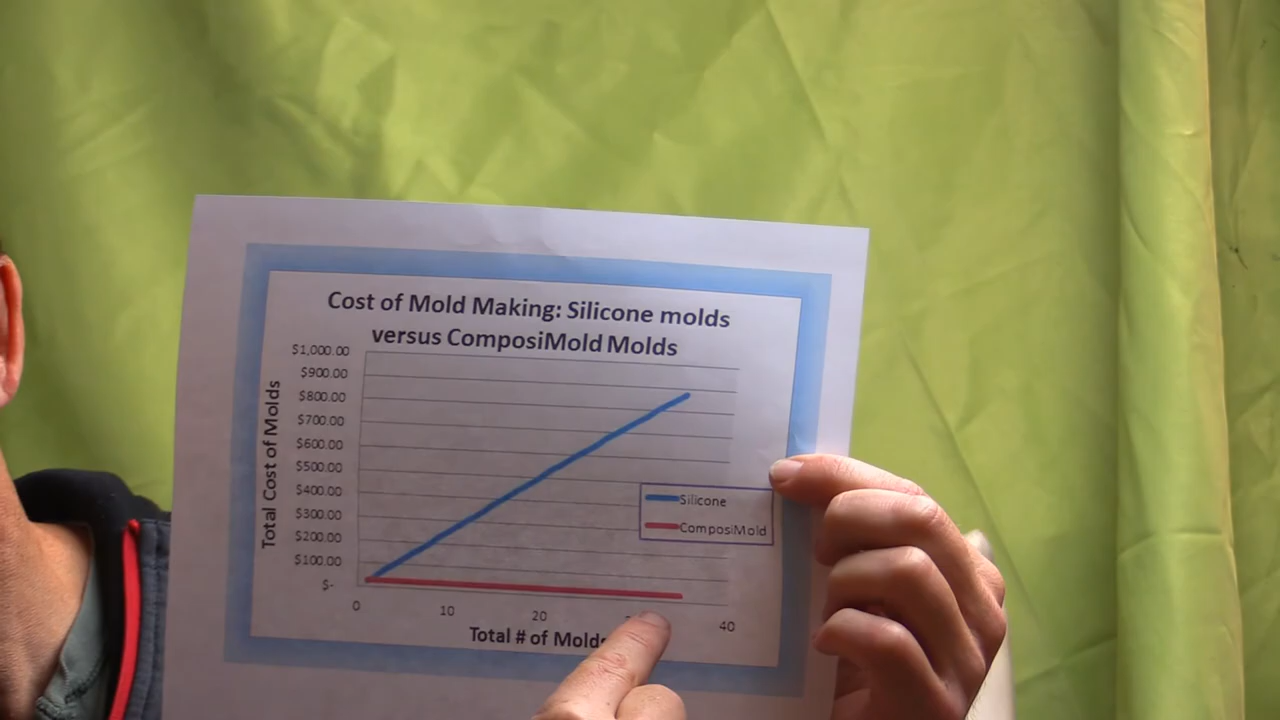 Cost of Mold Making: Silicone molds
versus ComposiMold Molds
Total Cost of Molds
$1,000.00
$900.00
$800.00
$700.00
$600.00
$500.00
$400.00
$300.00
$200.00
$100.00
$-
0
10
20
40
Total # of Molds
Silicone
ComposiMold